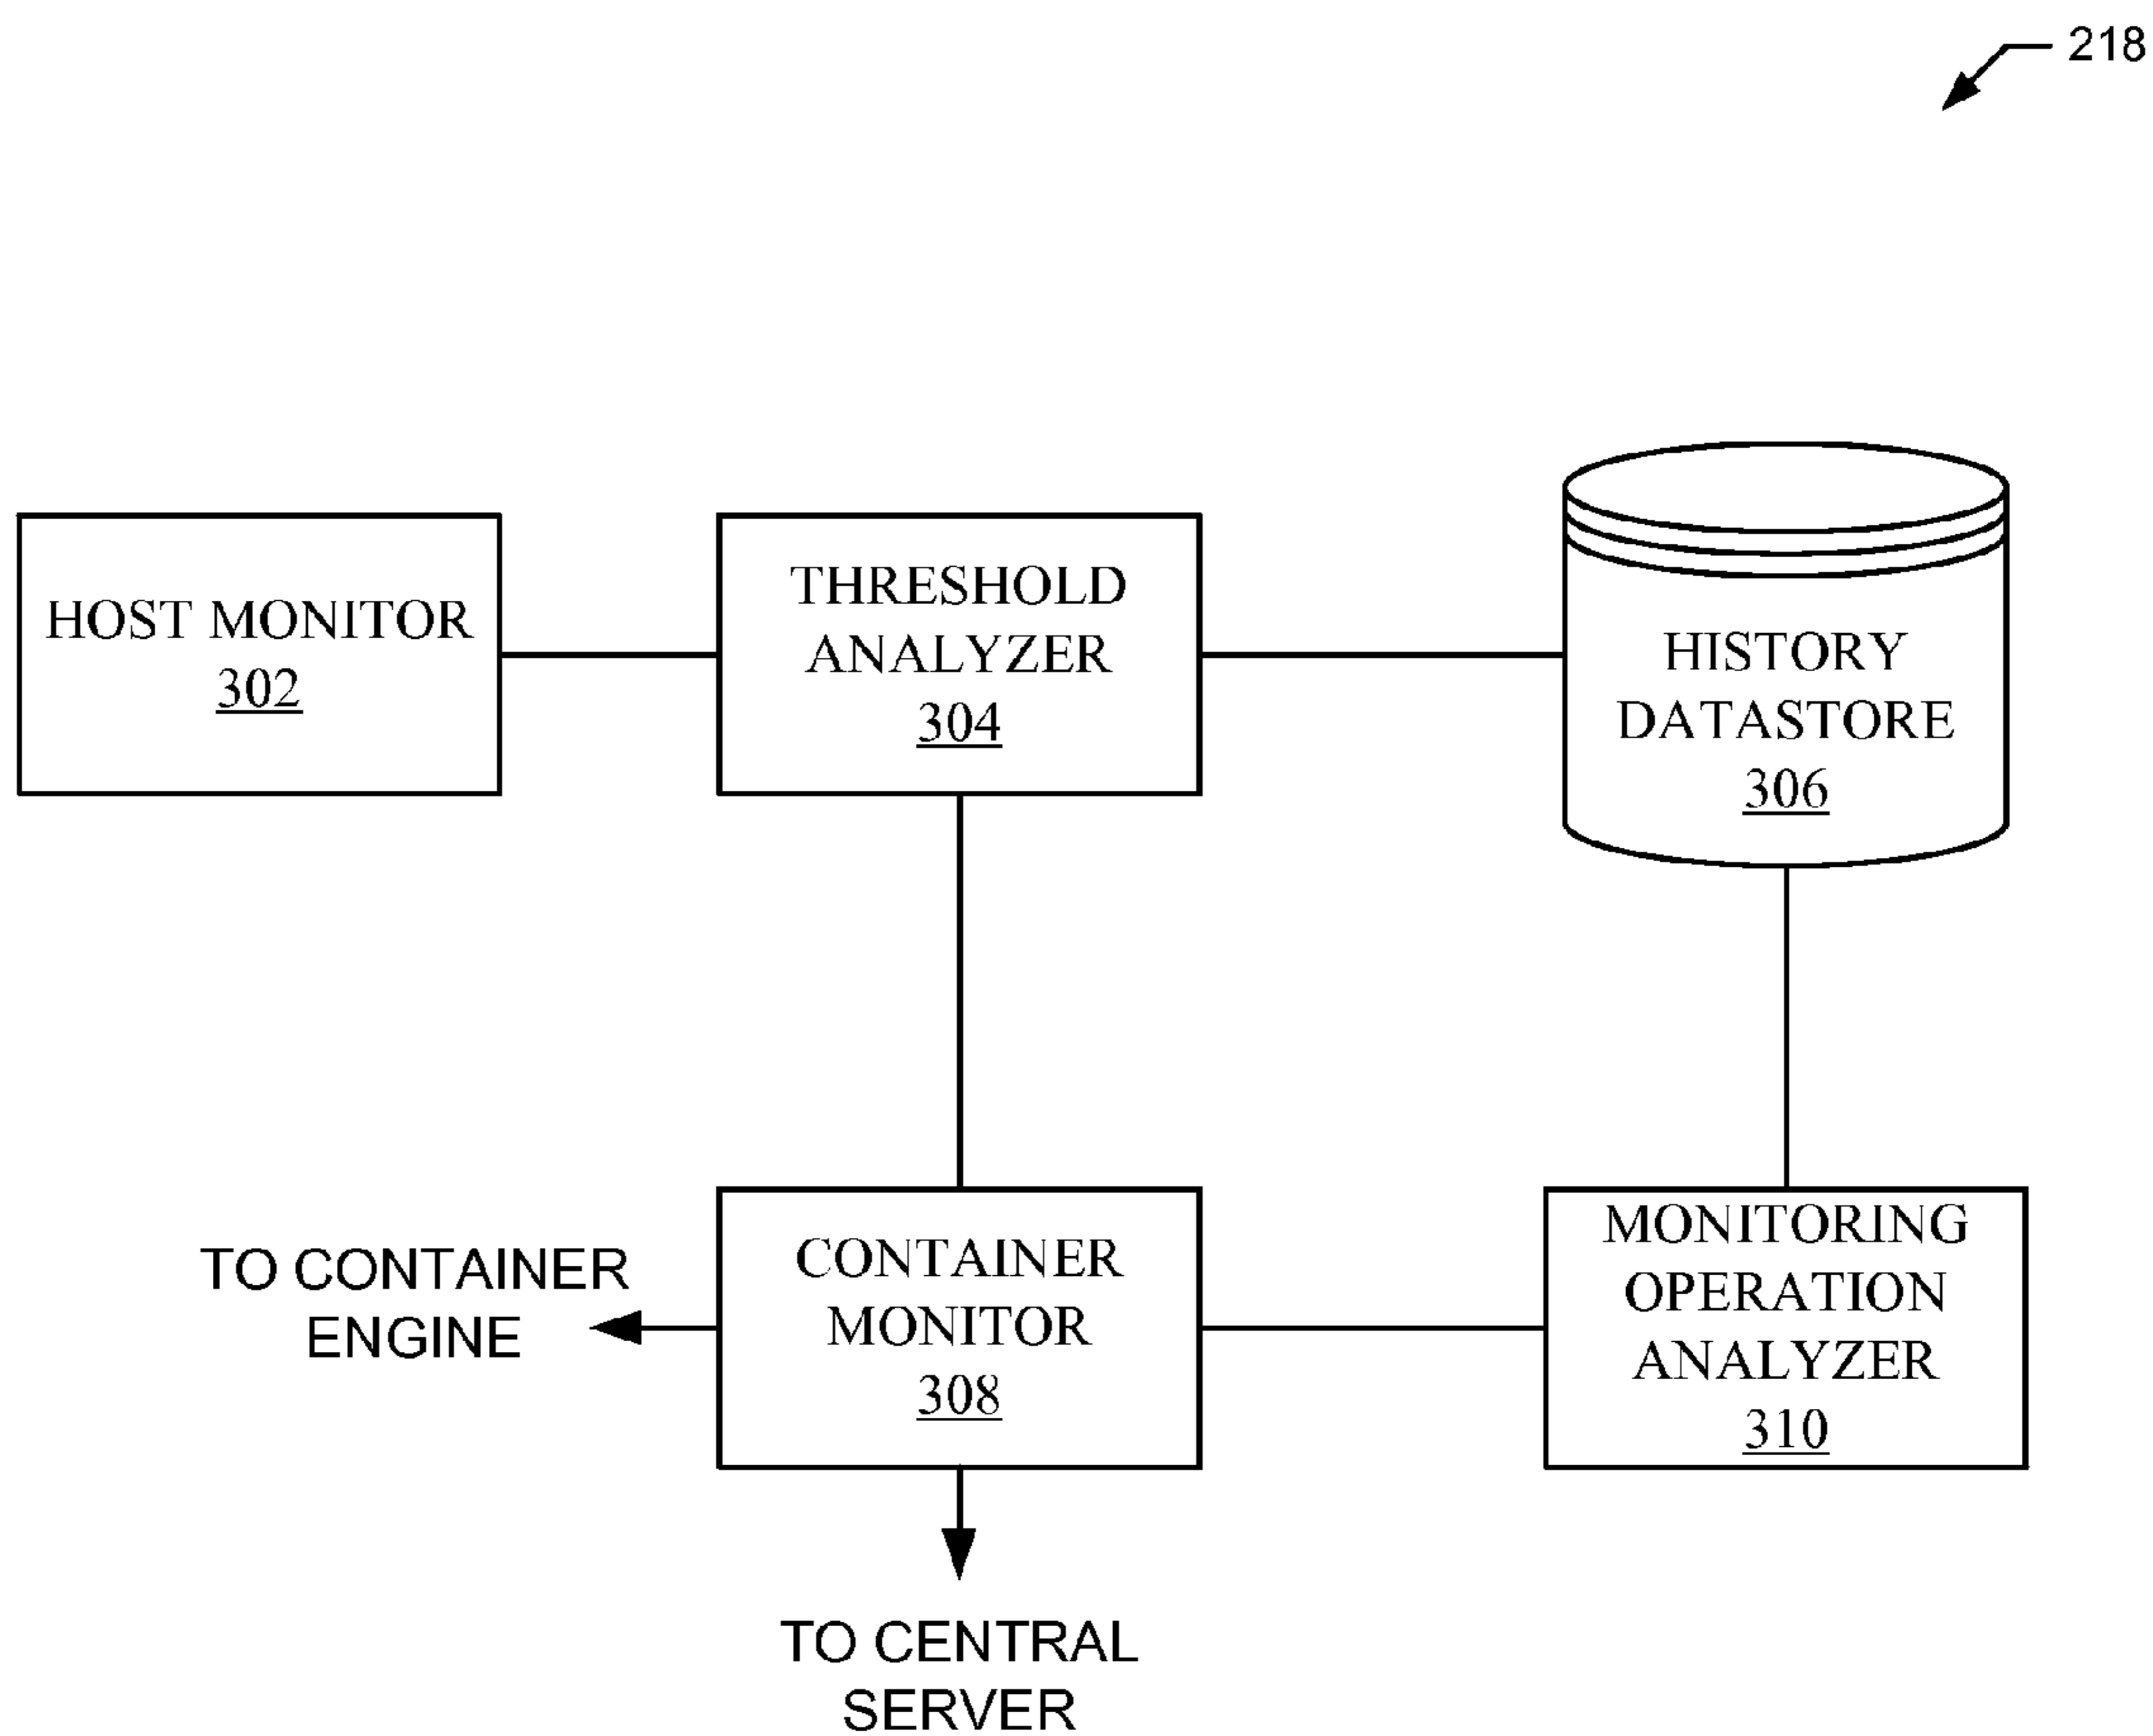 218
HOST MONITOR
302
THRESHOLD
ANALYZER
304
HISTORY
DATASTORE
306
TO CONTAINER
ENGINE
CONTAINER
MONITOR
308
MONITORING
OPERATION
ANALYZER
310
TO CENTRAL
SERVER